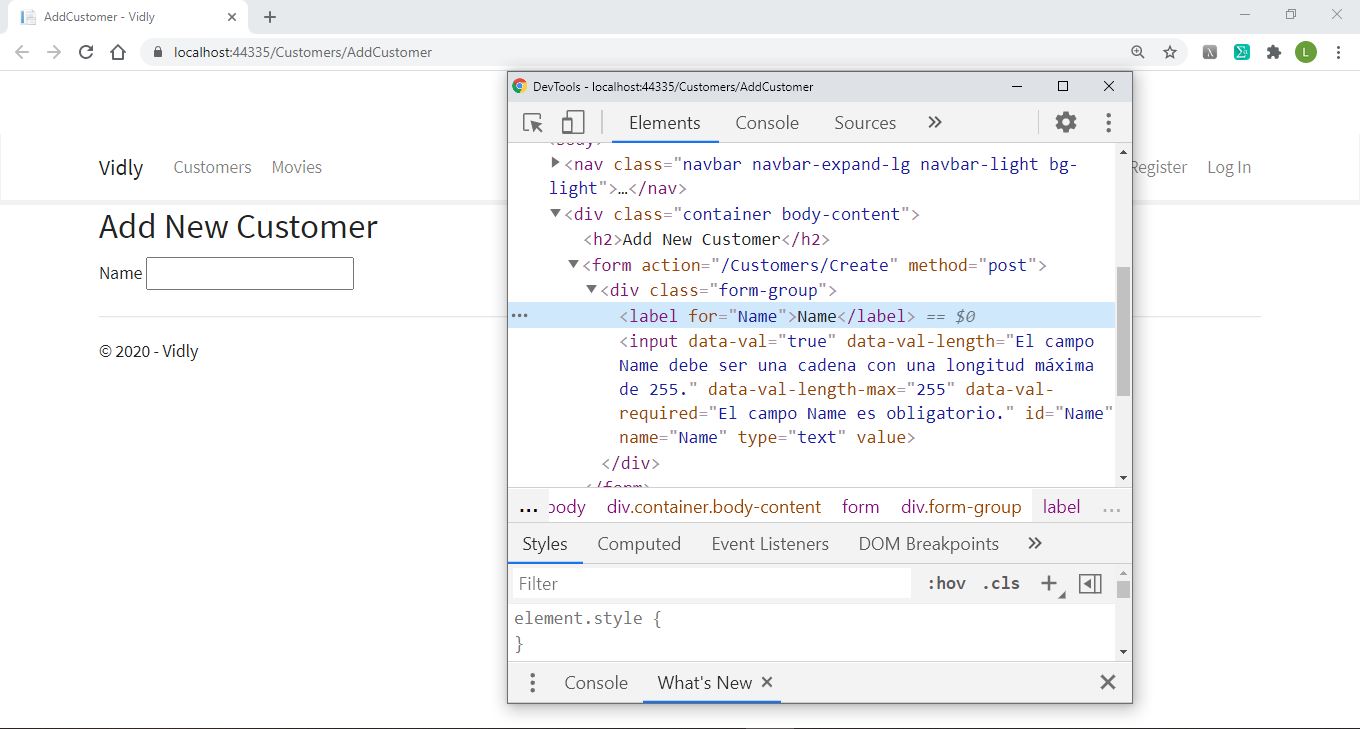 AddCustomer - Vidly
localhost:44335/Customers/AddCustomer
L
DevTools - localhost:44335/Customers/AddCustomer
Elements Console Sources »
Vidly Customers Movies
Register Log In
Add New Customer
Name
© 2020 - Vidly
<body>
<nav class="navbar navbar-expand-lg navbar-light bg-
light">…</nav>
<div class="container body-content">
<h2>Add New Customer</h2>
<form action="/Customers/Create" method="post">
<div class="form-group">
<label for="Name">Name</label> == $0
<input data-val="true" data-val-length="El campo
Name debe ser una cadena con una longitud máxima
de 255." data-val-length-max="255" data-val-
required="El campo Name es obligatorio." id="Name"
name="Name" type="text" value>
</div>
</form>
... body div.container.body-content form div.form-group label ...
Styles Computed Event Listeners DOM Breakpoints »
Filter :hov .cls +
element.style {
}
Console What's New